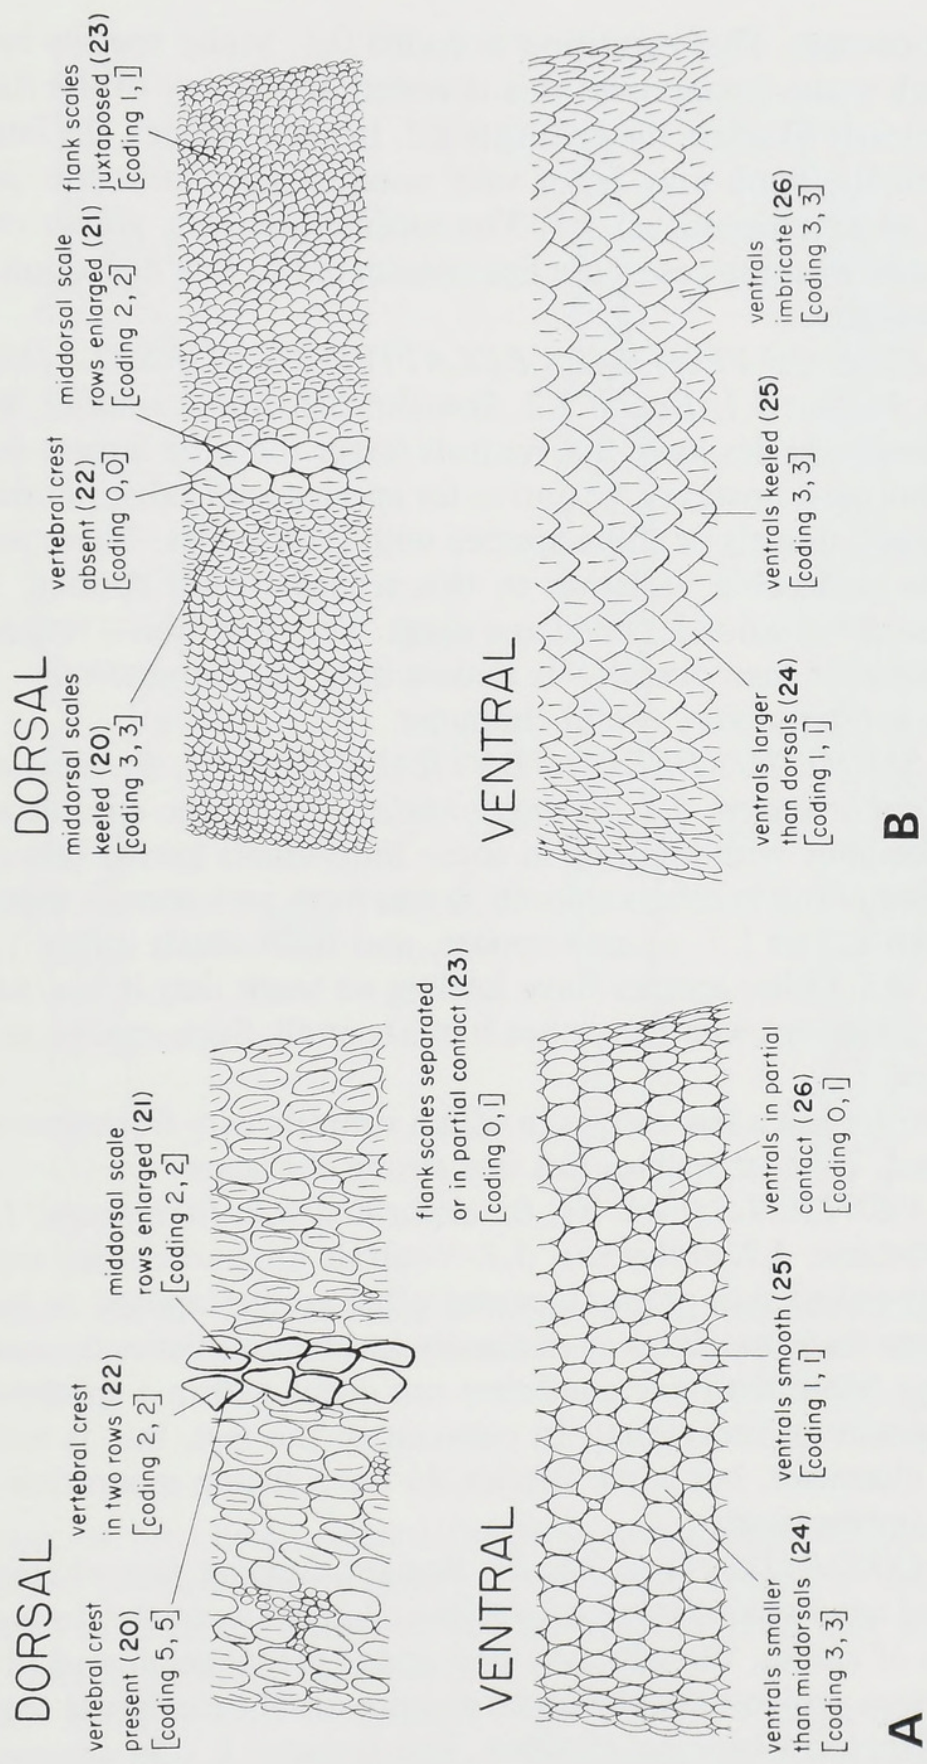 DORSAL
vertebral crest
present (20)
[coding 5, 5]
vertebral crest
in two rows (22)
[coding 2, 2]
middorsal scale
rows enlarged (21)
[coding 2, 2]
flank scales separated
or in partial contact (23)
[coding 0, 1]
VENTRAL
ventrals smaller
than middorsals (24)
[coding 3, 3]
ventrals smooth (25)
[coding 1, 1]
ventrals in partial
contact (26)
[coding 0, 1]
A
DORSAL
middorsal scales
keeled (20)
[coding 3, 3]
vertebral crest
absent (22)
[coding 0, 0]
middorsal scale
rows enlarged (21)
[coding 2, 2]
flank scales
juxtaposed (23)
[coding 1, 1]
VENTRAL
ventrals larger
than dorsals (24)
[coding 1, 1]
ventrals keeled (25)
[coding 3, 3]
ventrals
imbricate (26)
[coding 3, 3]
B